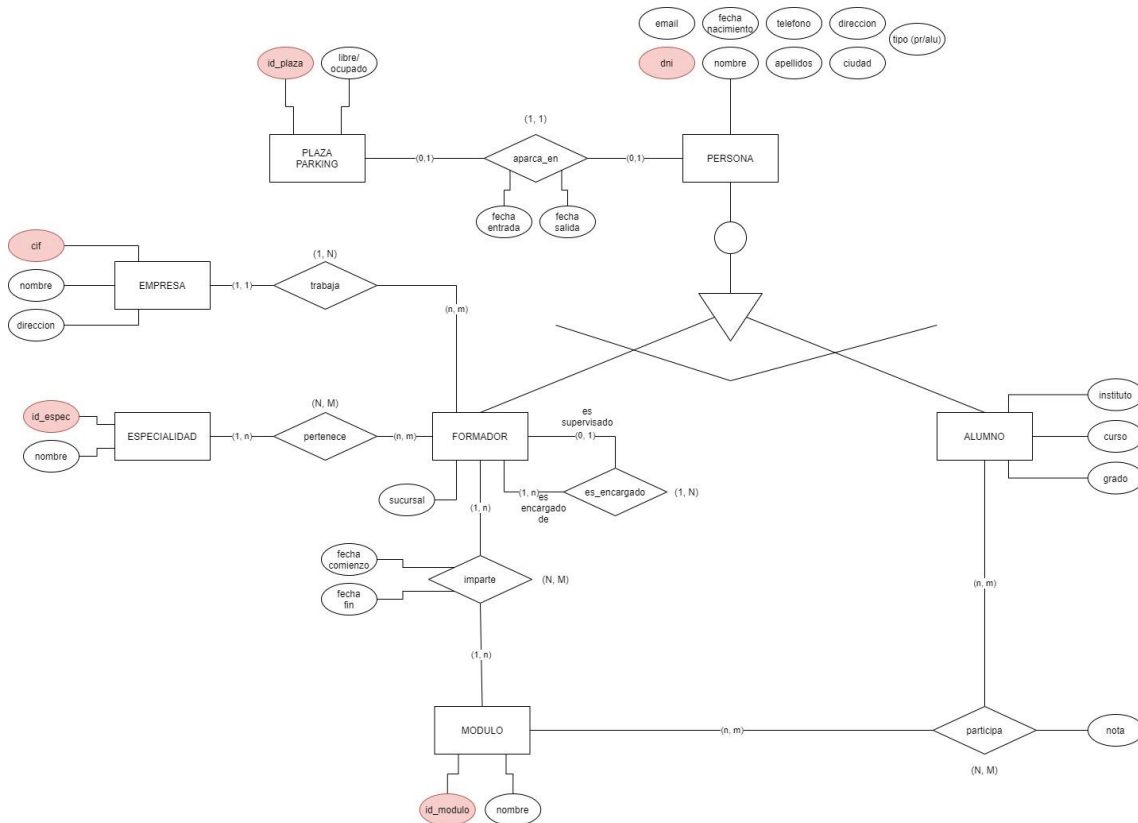 email
fecha
nacimiento
telefono
direccion
tipo (pr/alu)
id_plaza
libre/
ocupado
dni
nombre
apellidos
ciudad
(1, 1)
PLAZA
PARKING
(0,1)
aparca_en
(0,1)
PERSONA
fecha
entrada
fecha
salida
cif
nombre
direccion
EMPRESA
(1, 1)
(1, N)
trabaja
(n, m)
id_espec
nombre
ESPECIALIDAD
(1, n)
(N, M)
pertenece
(n, m)
FORMADOR
es
supervisado
(0, 1)
(1, n)
es
encargado
de
es_encargado
(1, N)
sucursal
(1, n)
ALUMNO
instituto
curso
grado
fecha
comienzo
fecha
fin
imparte
(N, M)
(n, m)
(1, n)
MODULO
(n, m)
participa
nota
(N, M)
id_modulo
nombre